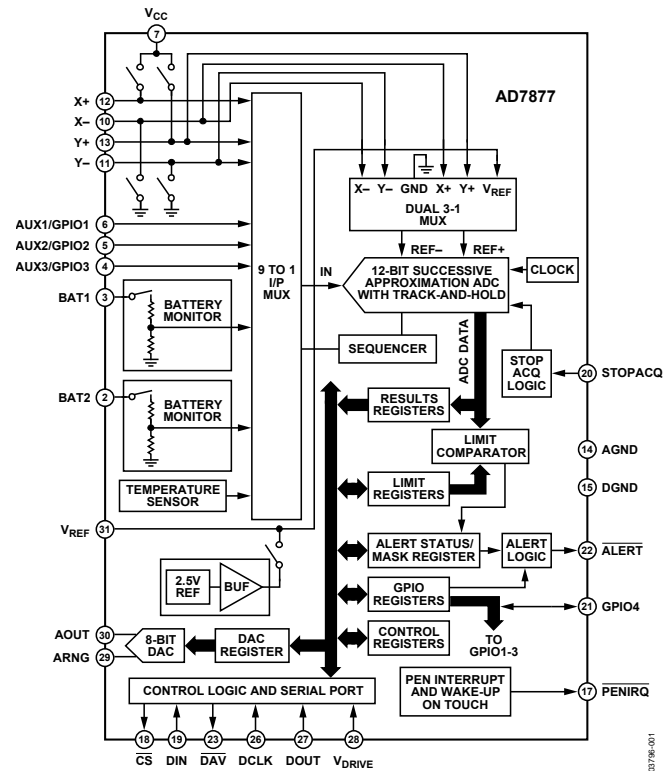 VCC
7
AD7877
X+ 12
X– 10
Y+ 13
Y– 11
X– Y– GND X+ Y+ VREF
DUAL 3-1
MUX
REF– REF+
AUX1/GPIO1 6
AUX2/GPIO2 5
AUX3/GPIO3 4
9 TO 1
I/P
MUX
IN
12-BIT SUCCESSIVE
APPROXIMATION ADC
WITH TRACK-AND-HOLD
CLOCK
BAT1 3
BATTERY
MONITOR
SEQUENCER
ADC DATA
STOP
ACQ
LOGIC
20 STOPACQ
BAT2 2
BATTERY
MONITOR
RESULTS
REGISTERS
LIMIT
COMPARATOR
14 AGND
15 DGND
TEMPERATURE
SENSOR
LIMIT
REGISTERS
VREF 31
ALERT STATUS/
MASK REGISTER
ALERT
LOGIC
22 ALERT
2.5V
REF
BUF
GPIO
REGISTERS
21 GPIO4
TO
GPIO1-3
AOUT 30
ARNG 29
8-BIT
DAC
DAC
REGISTER
CONTROL
REGISTERS
CONTROL LOGIC AND SERIAL PORT
PEN INTERRUPT
AND WAKE-UP
ON TOUCH
17 PENIRQ
18 19 23 26 27 28
CS DIN DAV DCLK DOUT VDRIVE
03796-001